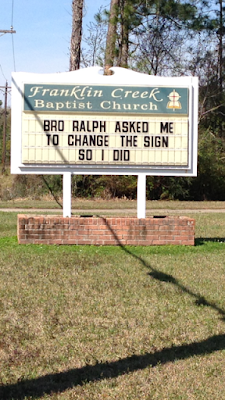 Franklin Creek
Baptist Church
BRO RALPH ASKED ME
TO CHANGE THE SIGN
SO I DID